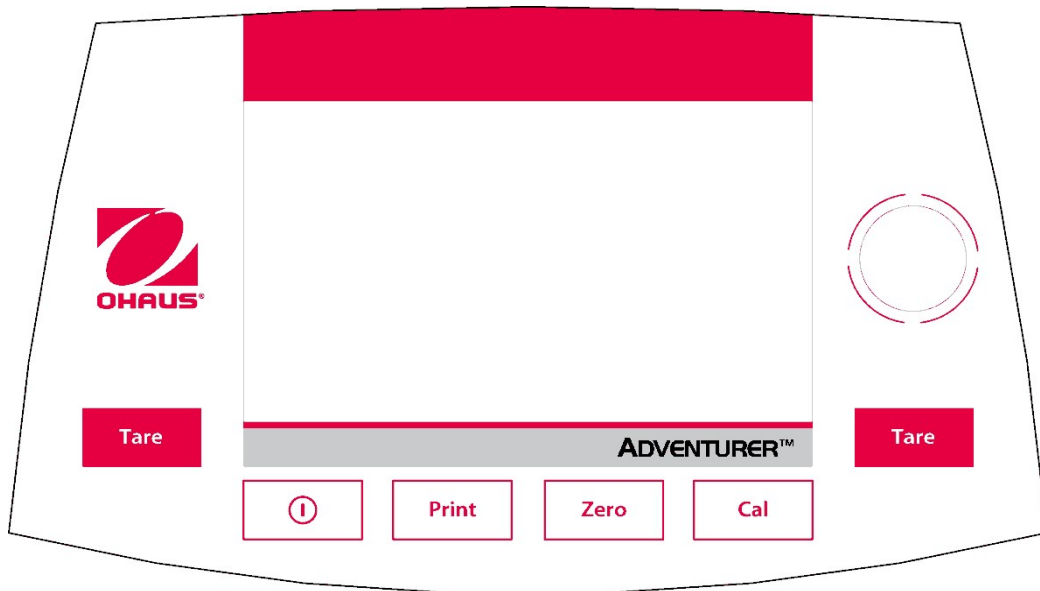 OHAUS®
Tare
Tare
ADVENTURER™
Print
Zero
Cal